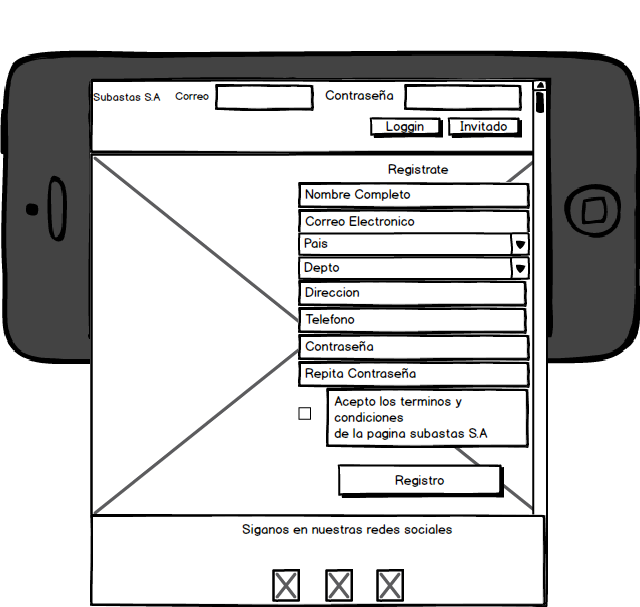 Subastas S.A Correo Contraseña
Loggin Invitado
Registrate
Nombre Completo
Correo Electronico
Pais
Depto
Direccion
Telefono
Contraseña
Repita Contraseña
Acepto los terminos y
condiciones
de la pagina subastas S.A
Registro
Siganos en nuestras redes sociales